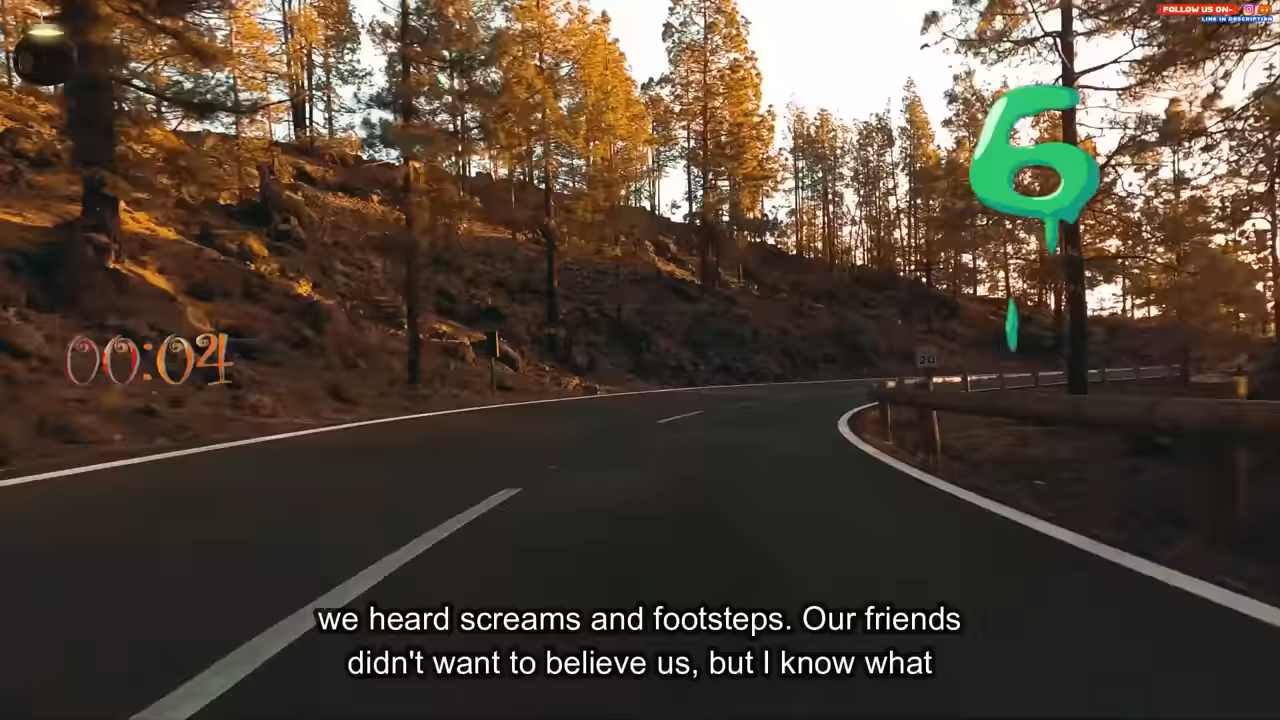 FOLLOW US ON-
LINK IN DESCRIPTION
6
00:04
20
we heard screams and footsteps. Our friends
didn't want to believe us, but I know what